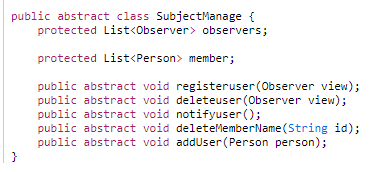 public abstract class SubjectManage {
    protected List<Observer> observers;

    protected List<Person> member;

    public abstract void registeruser(Observer view);
    public abstract void deleteuser(Observer view);
    public abstract void notifyuser();
    public abstract void deleteMemberName(String id);
    public abstract void addUser(Person person);
}